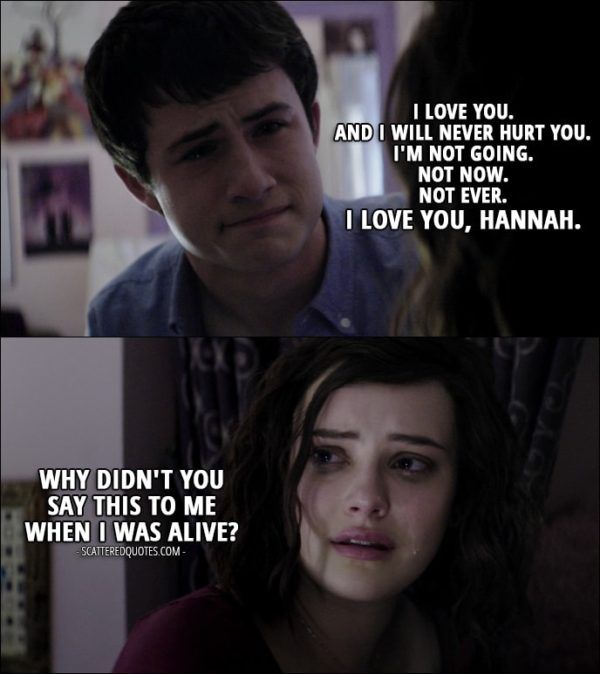 I LOVE YOU.
AND I WILL NEVER HURT YOU.
I'M NOT GOING.
NOT NOW.
NOT EVER.
I LOVE YOU, HANNAH.
WHY DIDN'T YOU
SAY THIS TO ME
WHEN I WAS ALIVE?
- SCATTEREDQUOTES.COM -